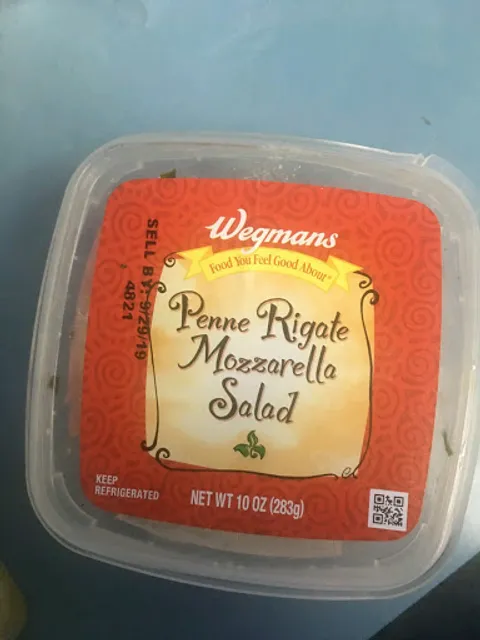 Wegmans
Food You Feel Good About
Penne Rigate
Mozzarella
Salad
SELL BY: 9/29/19
4821
KEEP
REFRIGERATED
NET WT 10 OZ (283g)